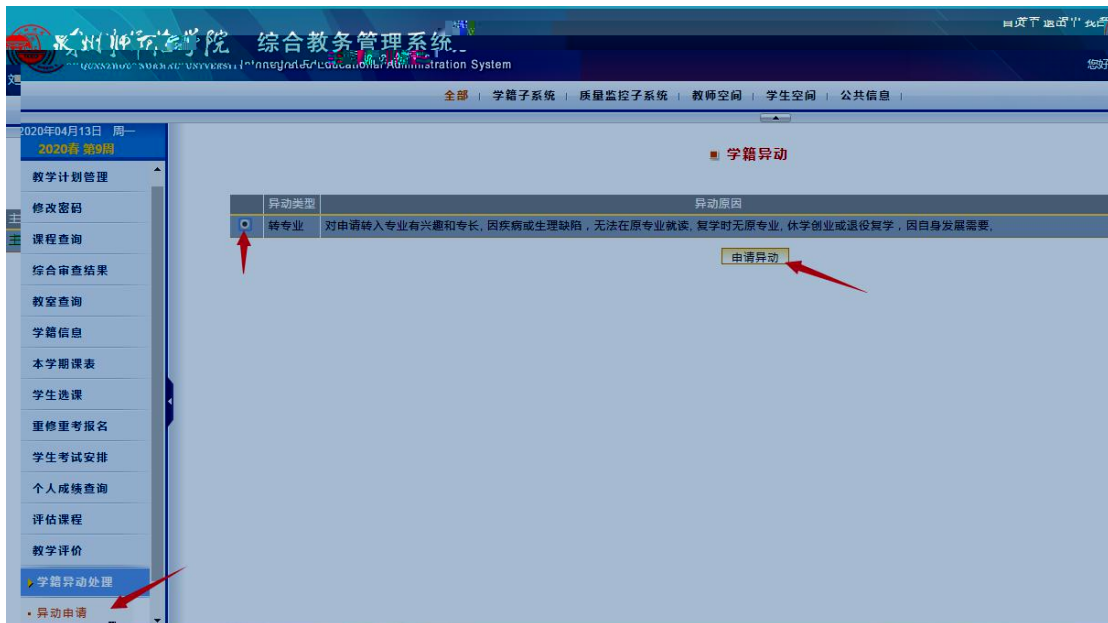 综合教务管理系统
stration System
您好
全部 | 学籍子系统 | 质量监控子系统 | 教师空间 | 学生空间 | 公共信息 |
2020年04月13日 周一
2020春 第9周
学籍异动
教学计划管理
修改密码
课程查询
综合审查结果
教室查询
学籍信息
本学期课表
学生选课
重修重考报名
学生考试安排
个人成绩查询
评估课程
教学评价
学籍异动处理
异动申请
异动类型 异动原因
转专业 对申请转入专业有兴趣和专长, 因疾病或生理缺陷，无法在原专业就读, 复学时无原专业, 休学创业或退役复学，因自身发展需要,
申请异动